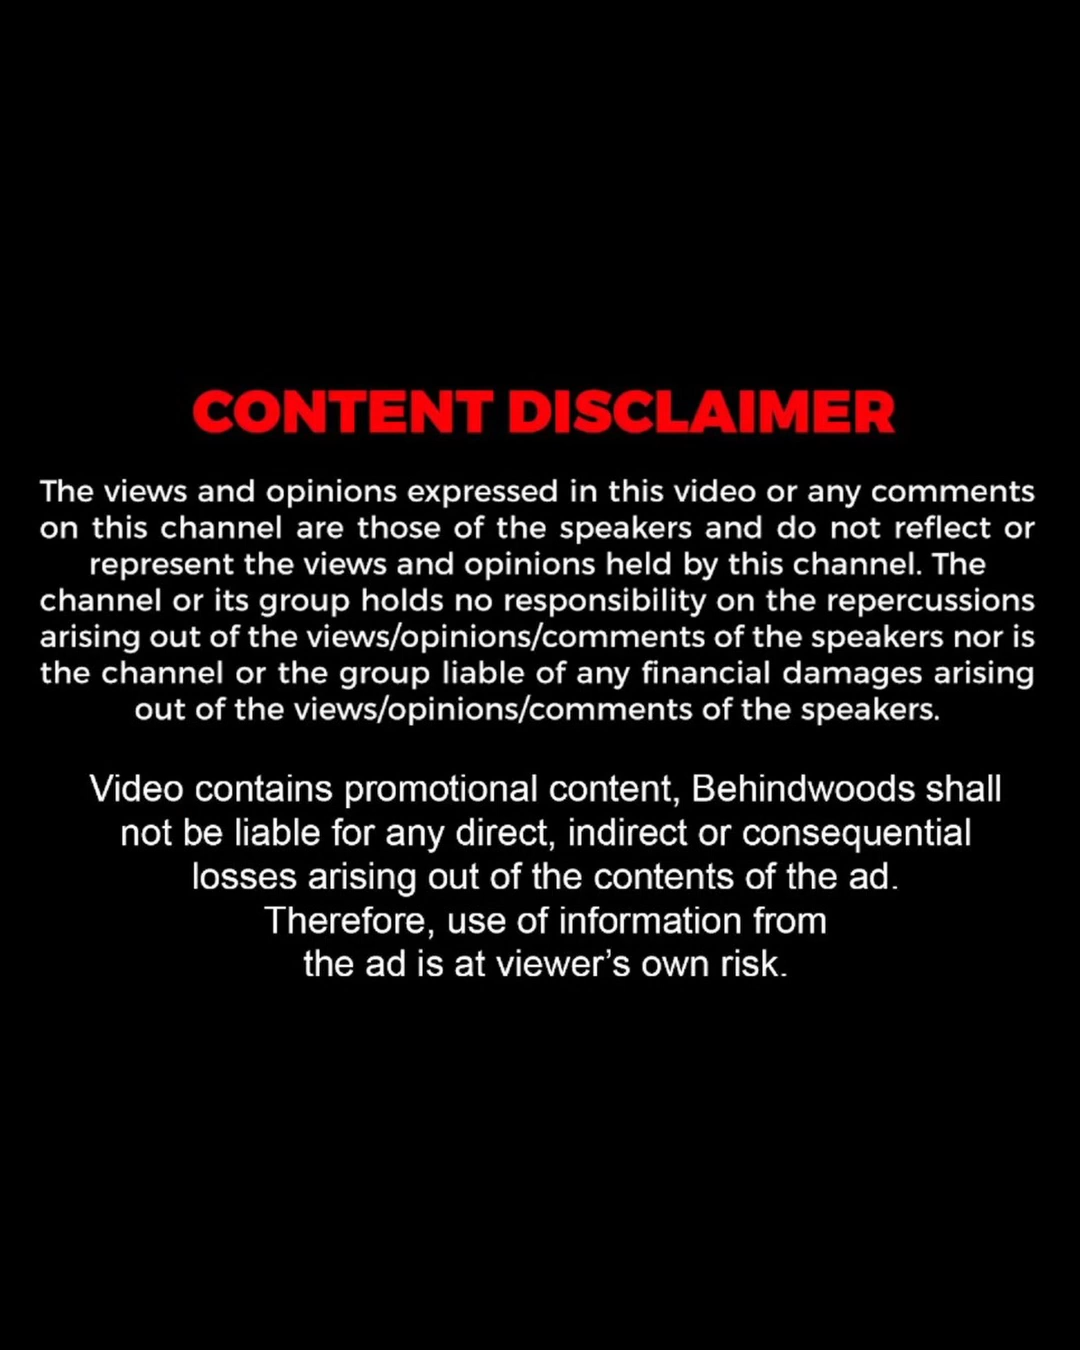 CONTENT DISCLAIMER
The views and opinions expressed in this video or any comments
on this channel are those of the speakers and do not reflect or
represent the views and opinions held by this channel. The
channel or its group holds no responsibility on the repercussions
arising out of the views/opinions/comments of the speakers nor is
the channel or the group liable of any financial damages arising
out of the views/opinions/comments of the speakers.
Video contains promotional content, Behindwoods shall
not be liable for any direct, indirect or consequential
losses arising out of the contents of the ad.
Therefore, use of information from
the ad is at viewer’s own risk.